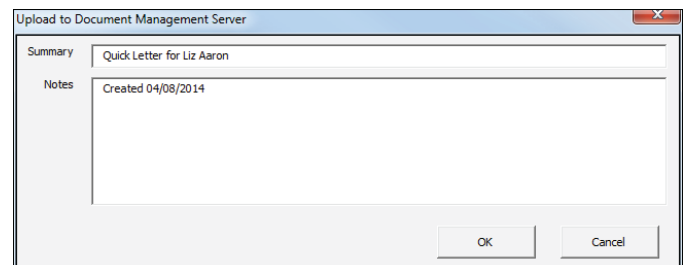 Upload to Document Management Server
Summary Quick Letter for Liz Aaron
Notes Created 04/08/2014
OK Cancel